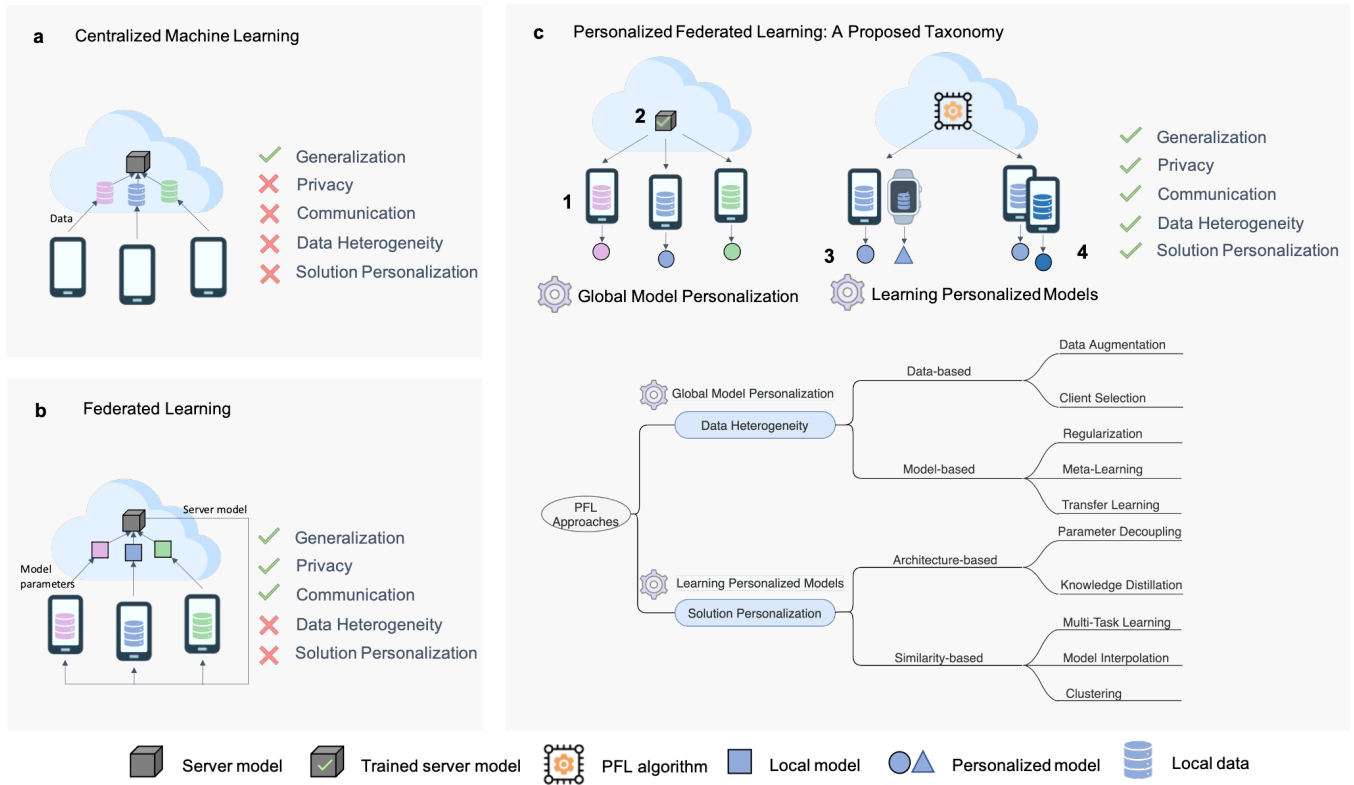 a Centralized Machine Learning
Data
Generalization
Privacy
Communication
Data Heterogeneity
Solution Personalization
b Federated Learning
Server model
Model
parameters
Generalization
Privacy
Communication
Data Heterogeneity
Solution Personalization
c Personalized Federated Learning: A Proposed Taxonomy
2
1
3
4
Global Model Personalization
Learning Personalized Models
Generalization
Privacy
Communication
Data Heterogeneity
Solution Personalization
PFL
Approaches
Global Model Personalization
Data Heterogeneity
Data-based
Data Augmentation
Client Selection
Model-based
Regularization
Meta-Learning
Transfer Learning
Learning Personalized Models
Solution Personalization
Architecture-based
Parameter Decoupling
Knowledge Distillation
Similarity-based
Multi-Task Learning
Model Interpolation
Clustering
Server model
Trained server model
PFL algorithm
Local model
Personalized model
Local data